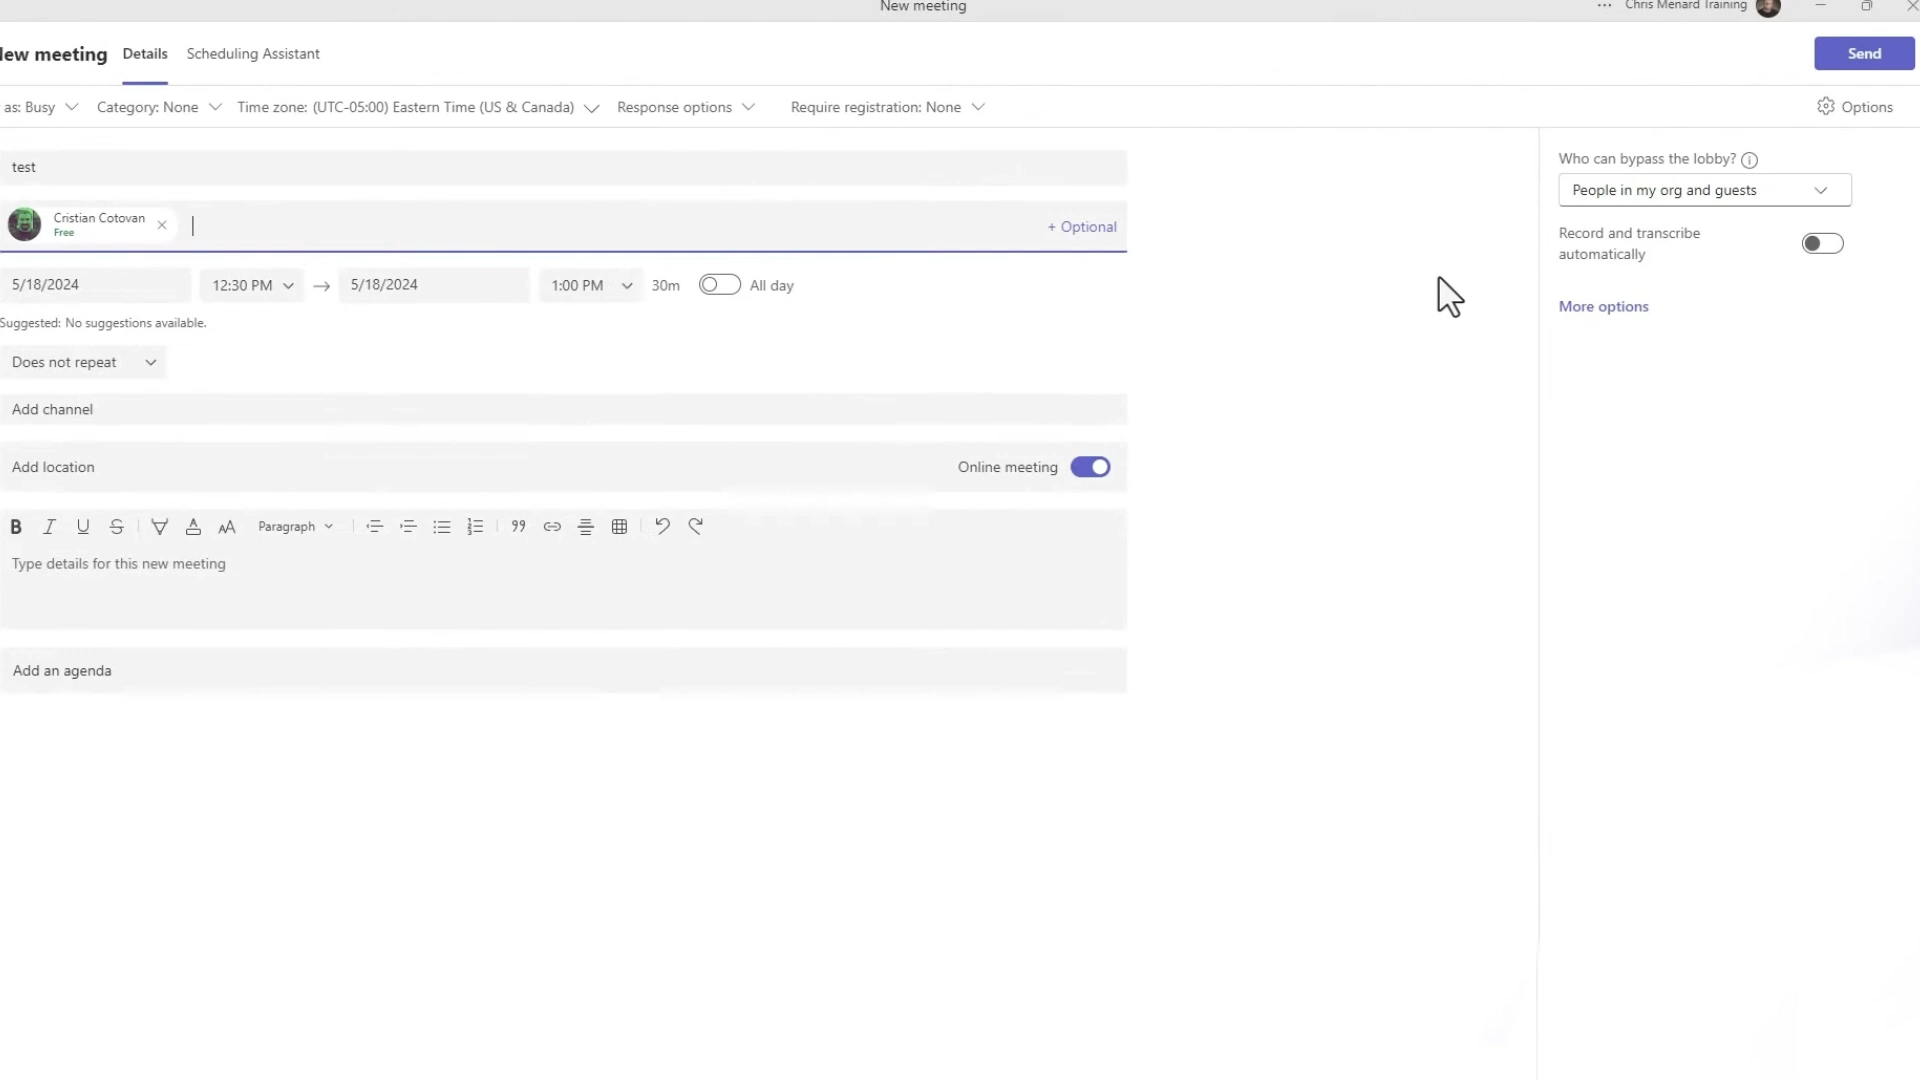 New meeting
Chris Menard Training
ew meeting Details Scheduling Assistant Send
as: Busy Category: None Time zone: (UTC-05:00) Eastern Time (US & Canada) Response options Require registration: None Options
test
Who can bypass the lobby?
People in my org and guests
Cristian Cotovan
Free
+ Optional
Record and transcribe
automatically
5/18/2024 12:30 PM → 5/18/2024 1:00 PM 30m All day
More options
Suggested: No suggestions available.
Does not repeat
Add channel
Add location Online meeting
B I U S A AA Paragraph 99
Type details for this new meeting
Add an agenda